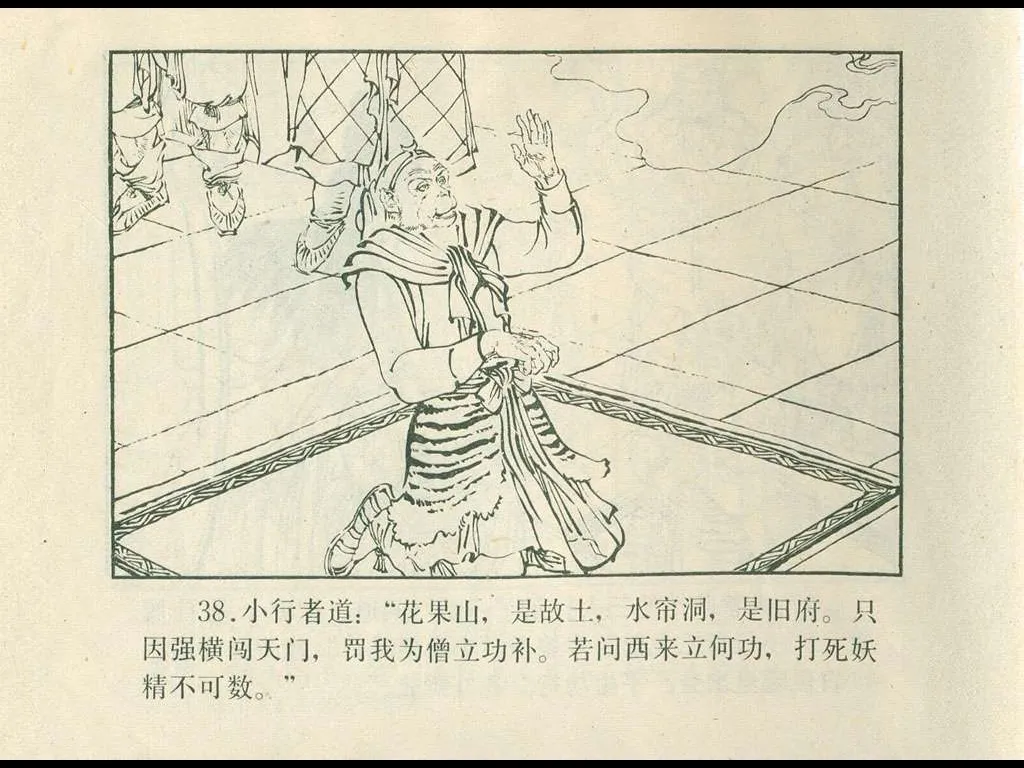 38.小行者道：“花果山，是故土，水帘洞，是旧府。只
因强横闯天门，罚我为僧立功补。若问西来立何功，打死妖
精不可数。”